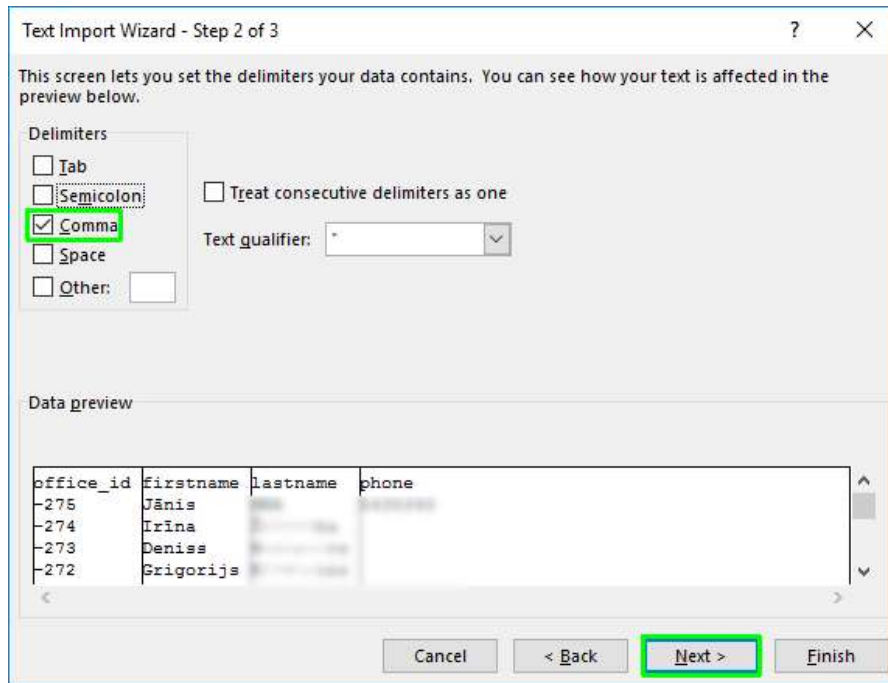 Text Import Wizard - Step 2 of 3
?
This screen lets you set the delimiters your data contains. You can see how your text is affected in the
preview below.
Delimiters
Tab
Semicolon
Comma
Space
Other:
Treat consecutive delimiters as one
Text qualifier: "
Data preview
office_id firstname lastname phone
-275 Jānis
-274 Irīna
-273 Deniss
-272 Grigorijs
Cancel
< Back
Next >
Finish